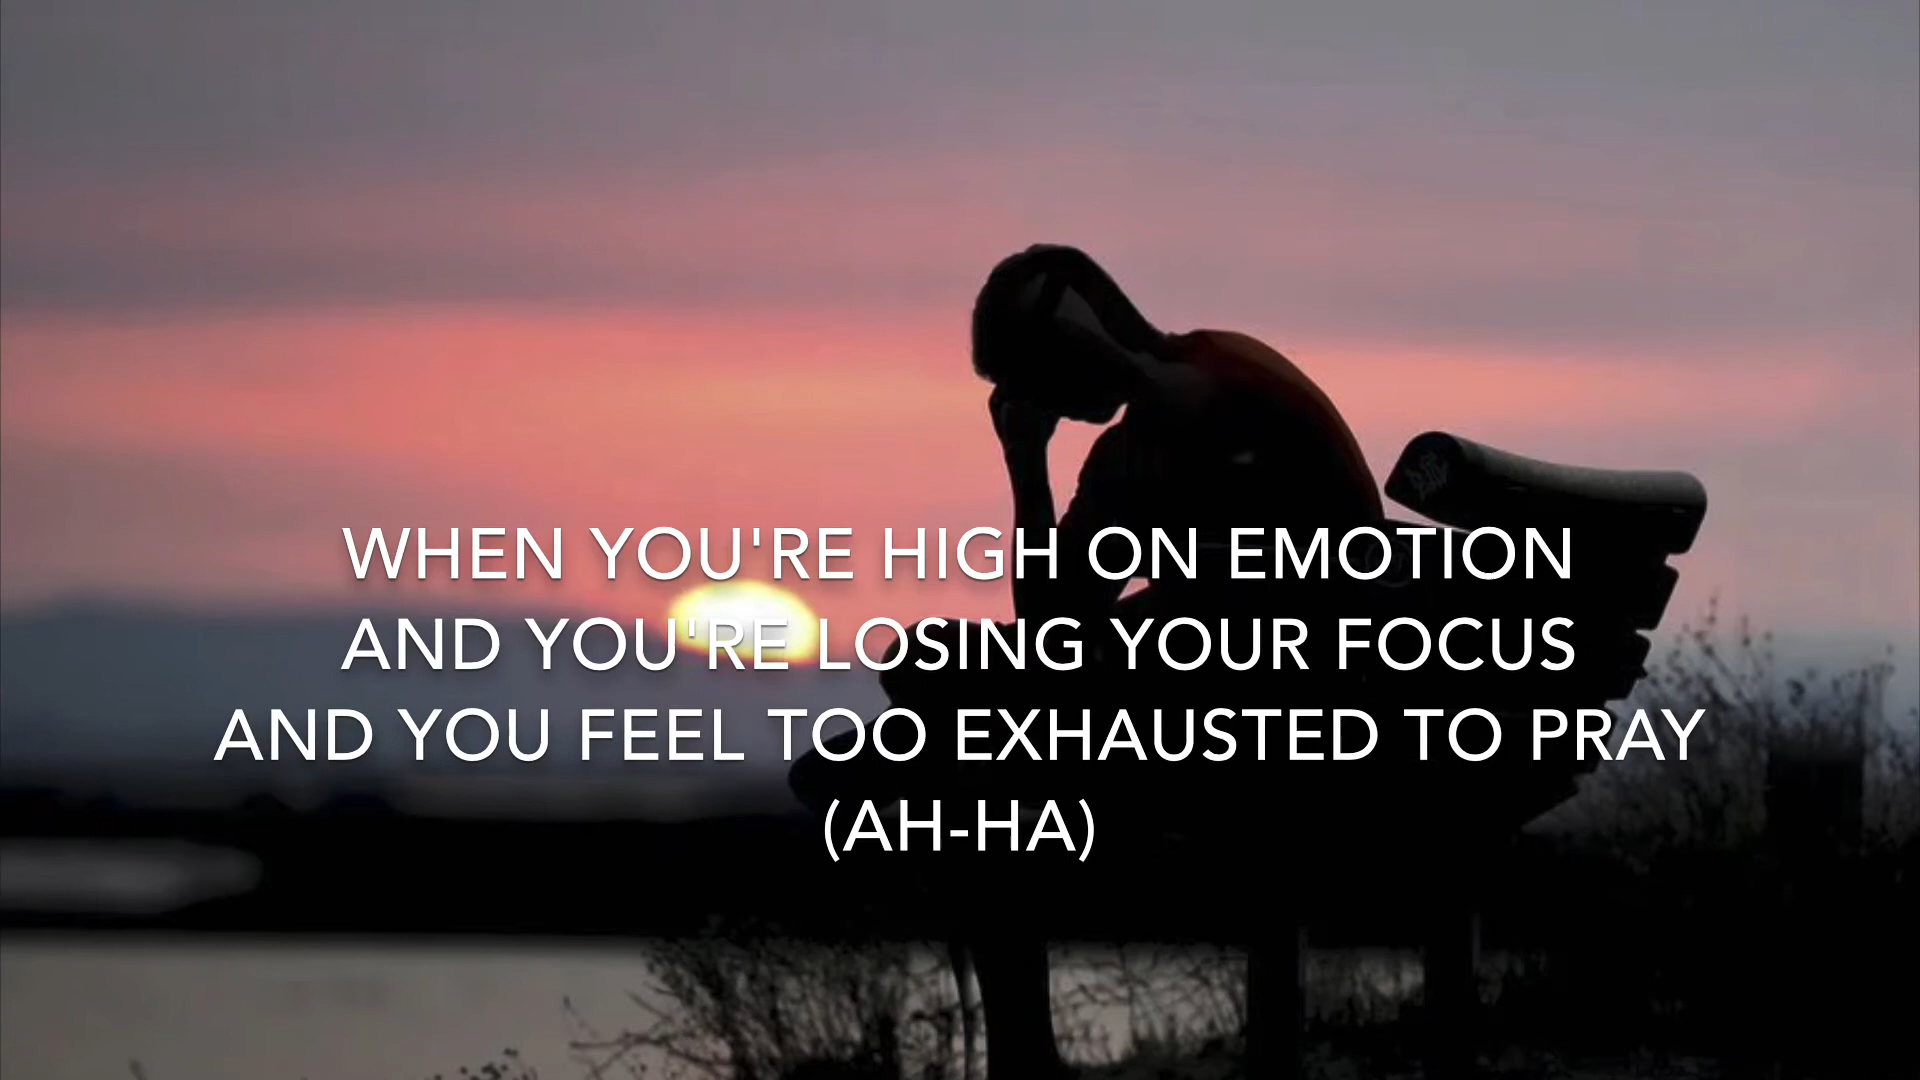 WHEN YOU'RE HIGH ON EMOTION
AND YOU'RE LOSING YOUR FOCUS
AND YOU FEEL TOO EXHAUSTED TO PRAY
(AH-HA)